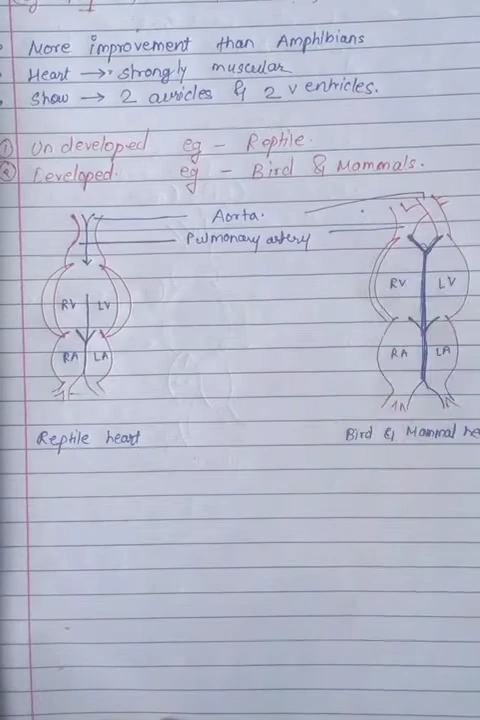 More improvement than Amphibians
Heart → strongly muscular
Show → 2 auricles & 2 ventricles.
① Undeveloped eg - Reptile.
② Developed. eg - Bird & Mammals.
Aorta.
Pulmonary artery
RV LV
RA LA
RV LV
RA LA
Reptile heart
Bird & Mammal he